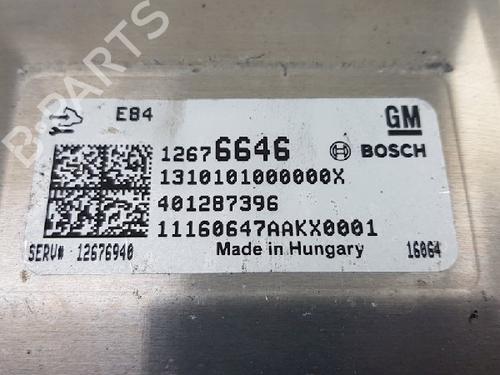 B-PARTS
E84
GM
12676646
BOSCH
1310101000000X
401287396
11160647AAKX0001
SERV# 12676940
Made in Hungary
16064